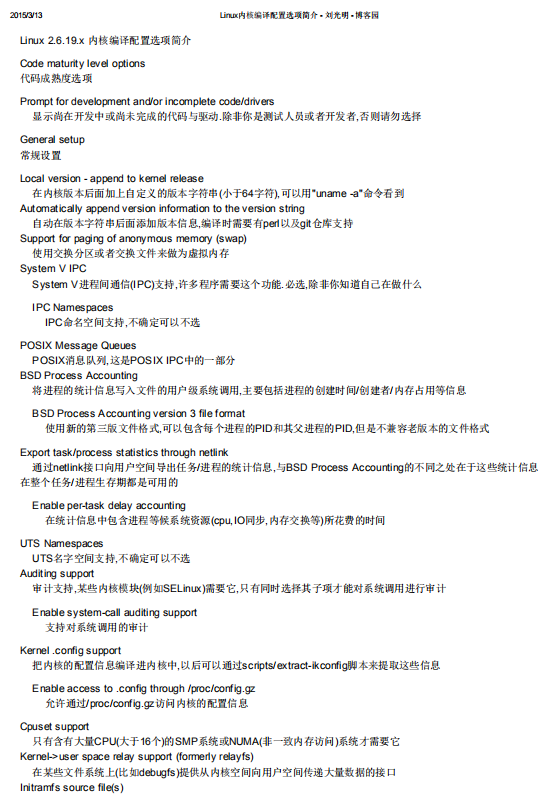 2015/3/13 Linux内核编译配置选项简介 - 刘光明 - 博客园
Linux 2.6.19.x 内核编译配置选项简介
Code maturity level options
代码成熟度选项
Prompt for development and/or incomplete code/drivers
显示尚在开发中或尚未完成的代码与驱动.除非你是测试人员或者开发者,否则请勿选择
General setup
常规设置
Local version - append to kernel release
在内核版本后面加上自定义的版本字符串(小于64字符),可以用"uname -a"命令看到
Automatically append version information to the version string
自动在版本字符串后面添加版本信息,编译时需要有perl以及git仓库支持
Support for paging of anonymous memory (swap)
使用交换分区或者交换文件来做为虚拟内存
System V IPC
System V进程间通信(IPC)支持,许多程序需要这个功能.必选,除非你知道自己在做什么
IPC Namespaces
IPC命名空间支持,不确定可以不选
POSIX Message Queues
POSIX消息队列,这是POSIX IPC中的一部分
BSD Process Accounting
将进程的统计信息写入文件的用户级系统调用,主要包括进程的创建时间/创建者/内存占用等信息
BSD Process Accounting version 3 file format
使用新的第三版文件格式,可以包含每个进程的PID和其父进程的PID,但是不兼容老版本的文件格式
Export task/process statistics through netlink
通过netlink接口向用户空间导出任务/进程的统计信息,与BSD Process Accounting的不同之处在于这些统计信息
在整个任务/进程生存期都是可用的
Enable per-task delay accounting
在统计信息中包含进程等候系统资源(cpu,IO同步,内存交换等)所花费的时间
UTS Namespaces
UTS名字空间支持,不确定可以不选
Auditing support
审计支持,某些内核模块(例如SELinux)需要它,只有同时选择其子项才能对系统调用进行审计
Enable system-call auditing support
支持对系统调用的审计
Kernel .config support
把内核的配置信息编译进内核中,以后可以通过scripts/extract-ikconfig脚本来提取这些信息
Enable access to .config through /proc/config.gz
允许通过/proc/config.gz访问内核的配置信息
Cpuset support
只有含有大量CPU(大于16个)的SMP系统或NUMA(非一致内存访问)系统才需要它
Kernel->user space relay support (formerly relayfs)
在某些文件系统上(比如debugfs)提供从内核空间向用户空间传递大量数据的接口
Initramfs source file(s)